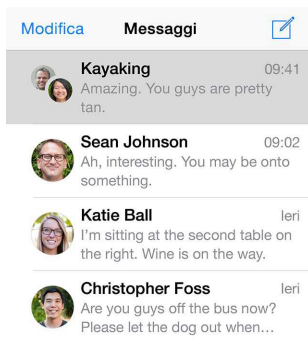 Modifica Messaggi
Kayaking 09:41
Amazing. You guys are pretty
tan.
Sean Johnson 09:02
Ah, interesting. You may be onto
something.
Katie Ball Ieri
I'm sitting at the second table on
the right. Wine is on the way.
Christopher Foss Ieri
Are you guys off the bus now?
Please let the dog out when…